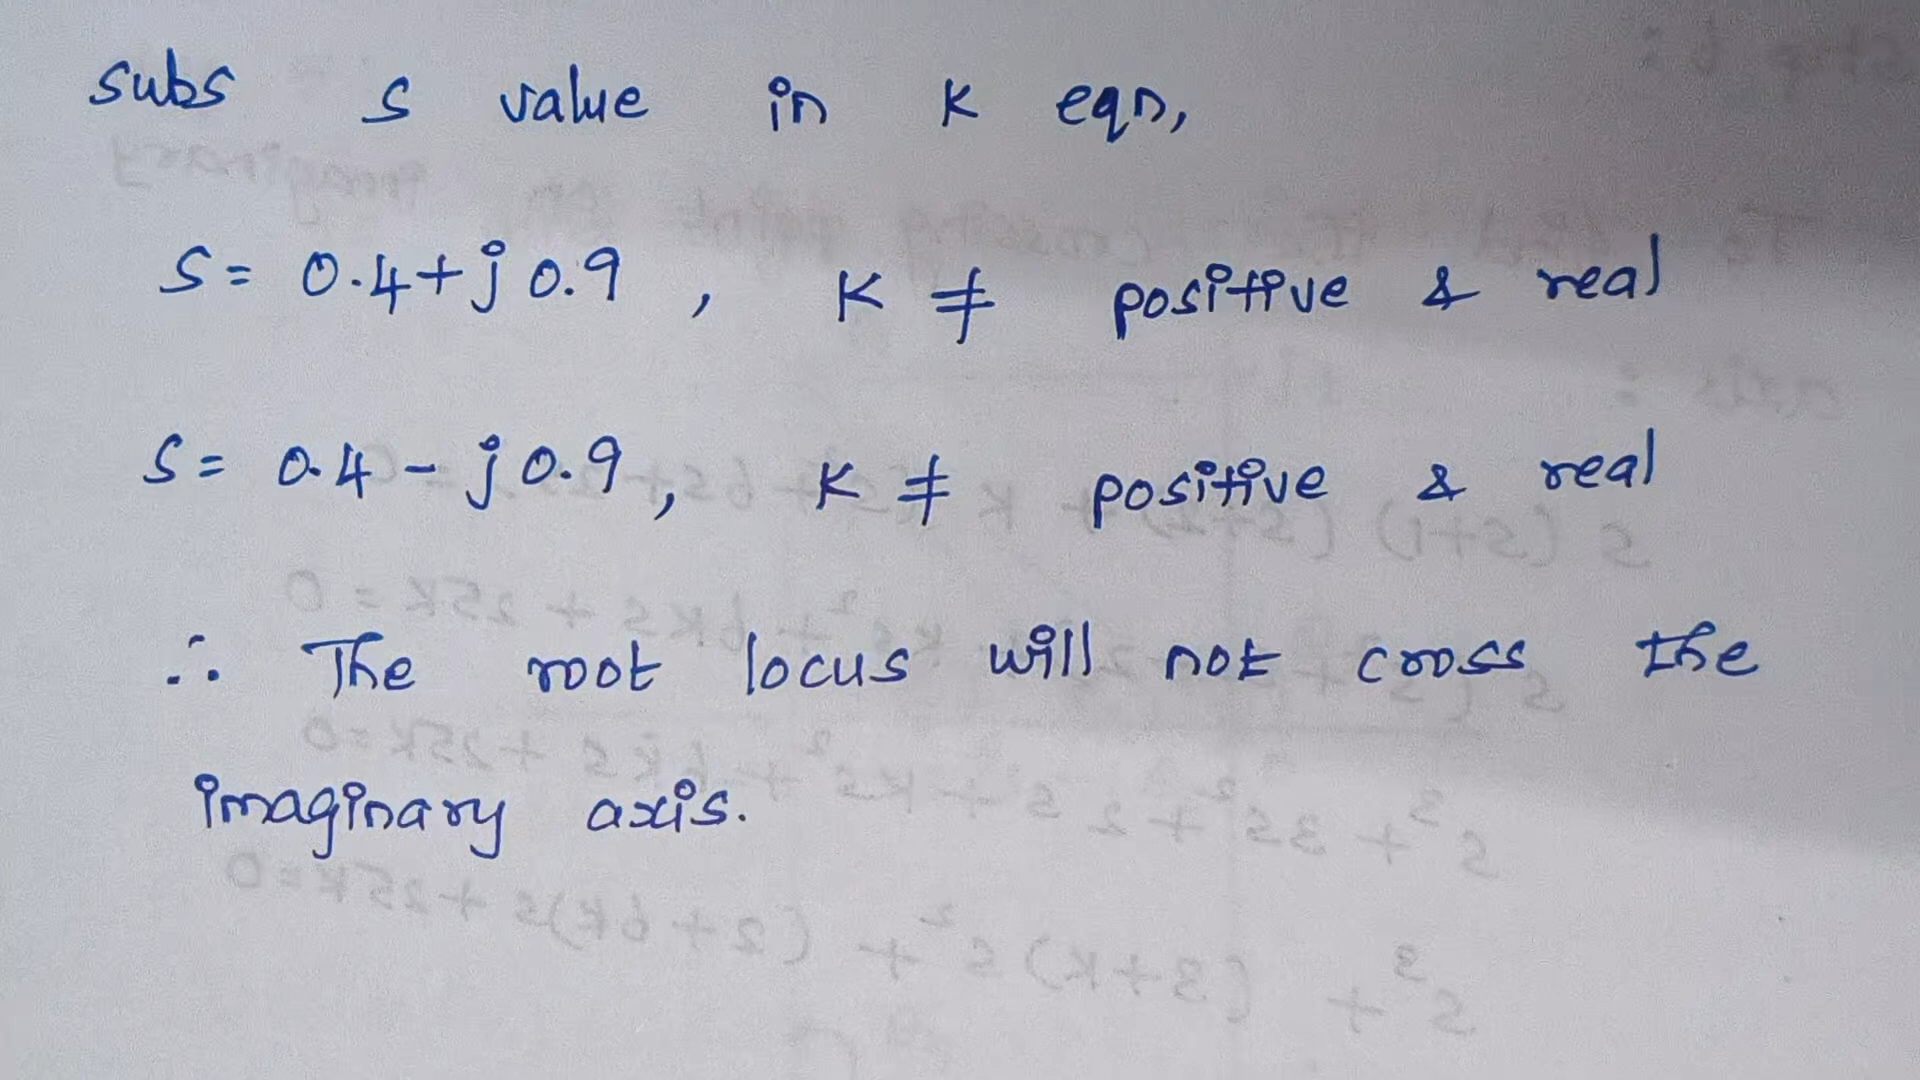 subs s value in K eqn,
S = 0.4+j0.9 , K ≠ positive & real
S = 0.4-j0.9, K ≠ positive & real
∴ The root locus will not cross the
imaginary axis.